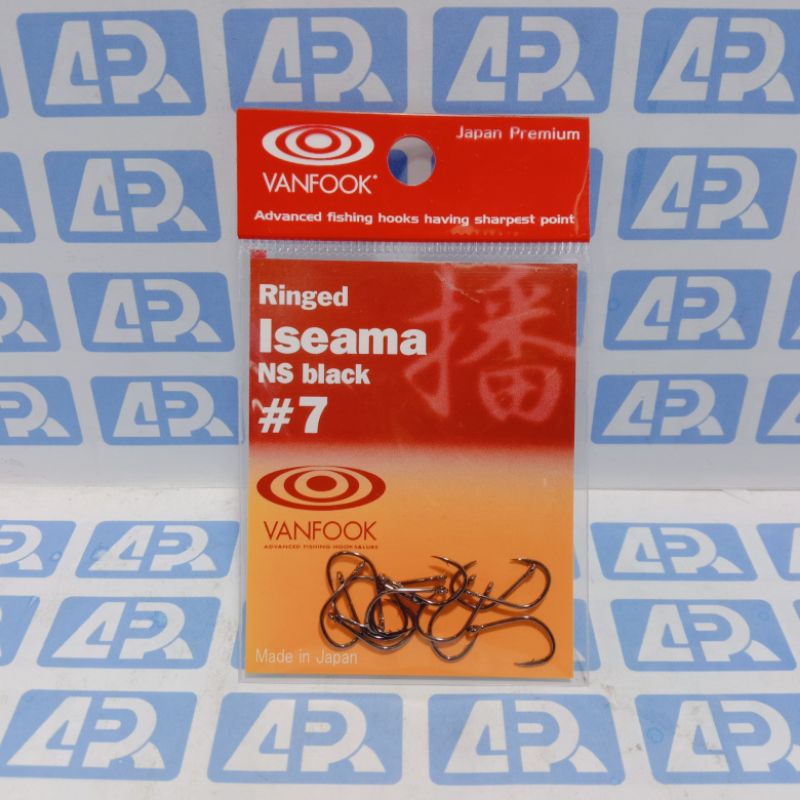 Japan Premium
VANFOOK®
Advanced fishing hooks having sharpest point
Ringed
Iseama
NS black
#7
播
VANFOOK
ADVANCED FISHING HOOK&LURE
Made in Japan